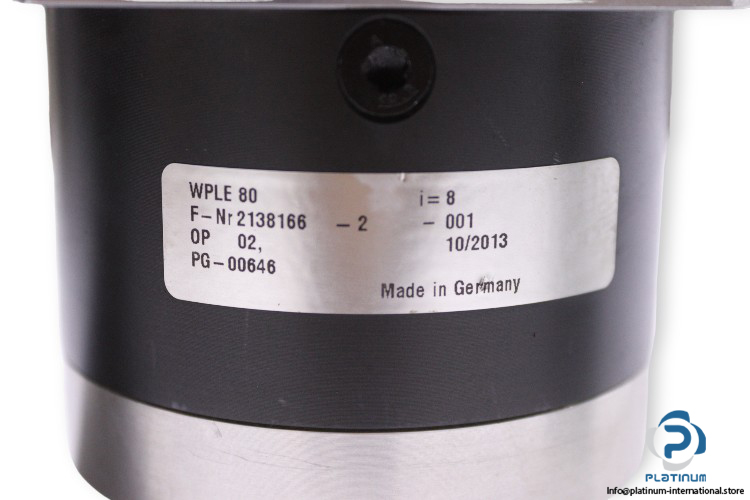 WPLE 80 i = 8
F-Nr 2138166 - 2 - 001
OP 02, 10/2013
PG-00646
Made in Germany
PLATINUM
Info@platinum-international.store